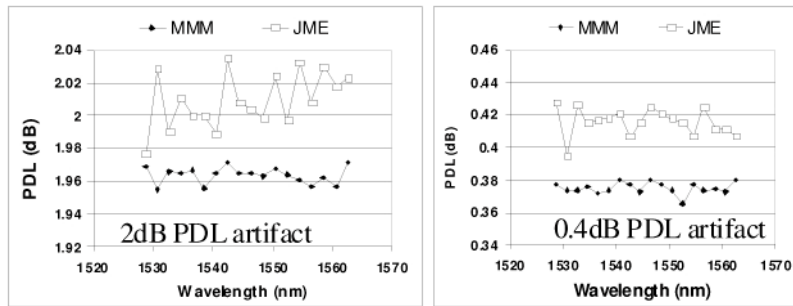 MMM JME
PDL (dB)
2.04
2.02
2
1.98
1.96
1.94
1.92
2dB PDL artifact
1520 1530 1540 1550 1560 1570
Wavelength (nm)
MMM JME
PDL (dB)
0.46
0.44
0.42
0.4
0.38
0.36
0.34
0.4dB PDL artifact
1520 1530 1540 1550 1560 1570
Wavelength (nm)